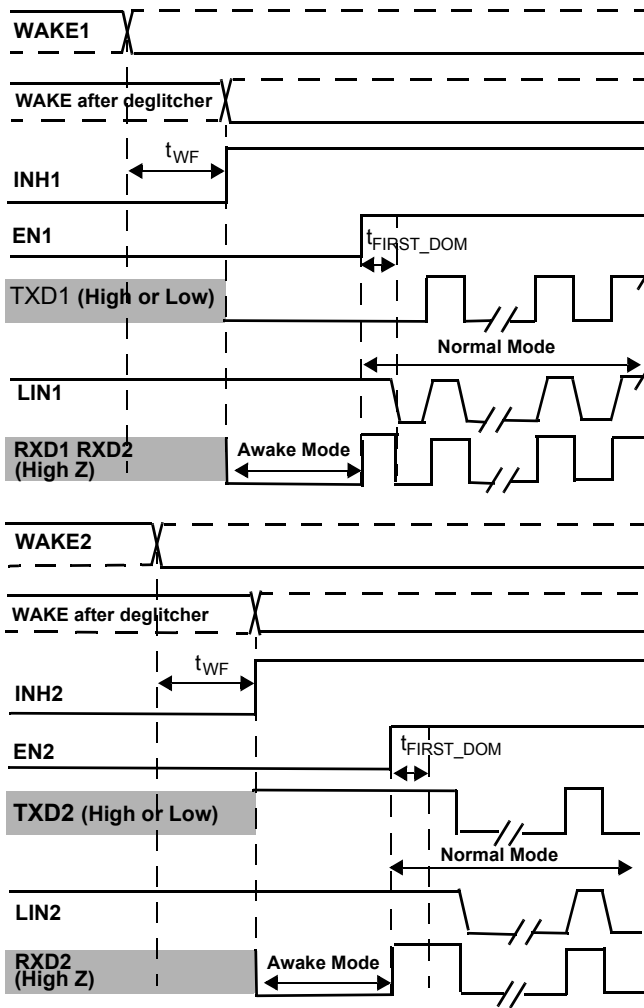 WAKE1
WAKE after deglitcher
tWF
INH1
EN1
tFIRST_DOM
TXD1 (High or Low)
Normal Mode
LIN1
RXD1 RXD2
(High Z)
Awake Mode
WAKE2
WAKE after deglitcher
tWF
INH2
EN2
tFIRST_DOM
TXD2 (High or Low)
Normal Mode
LIN2
RXD2
(High Z)
Awake Mode